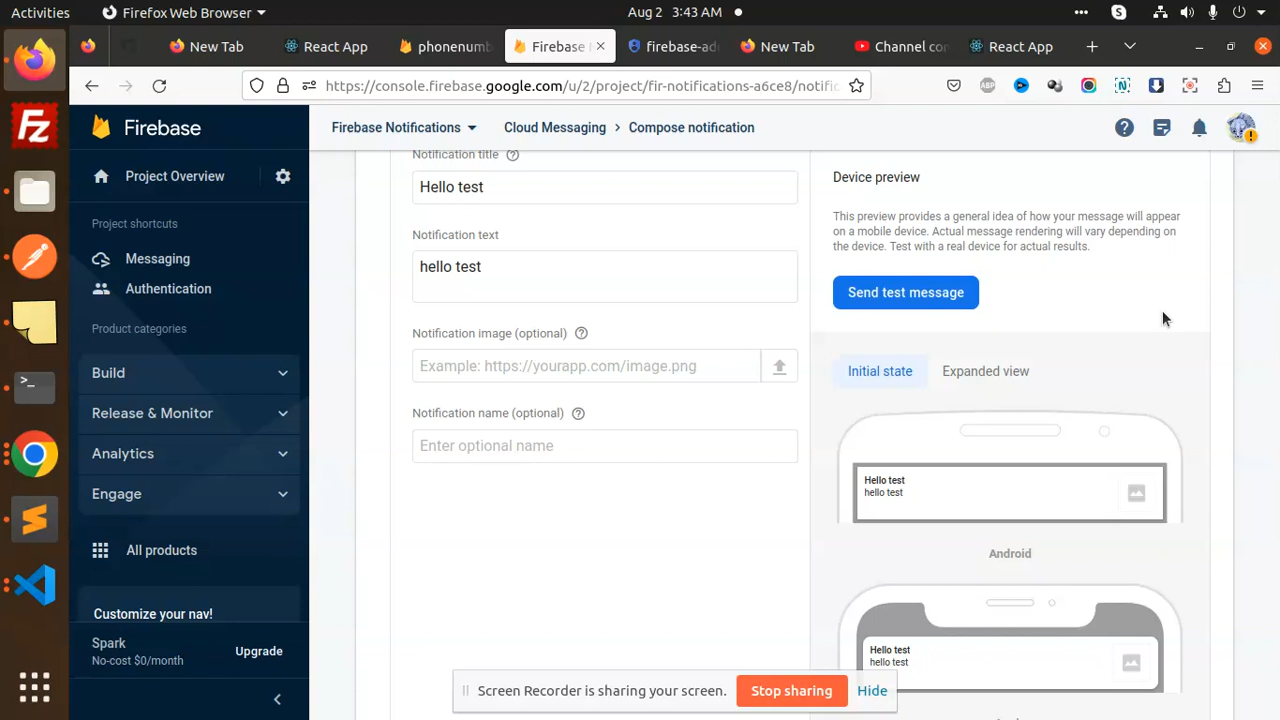 Activities
Firefox Web Browser
Aug 2 3:43 AM
New Tab
React App
phonenumb
Firebase
firebase-ad
New Tab
Channel co
React App
https://console.firebase.google.com/u/2/project/fir-notifications-a6ce8/notific
ABP
N
Firebase
Firebase Notifications
Cloud Messaging > Compose notification
Project Overview
Project shortcuts
Messaging
Authentication
Product categories
Build
Release & Monitor
Analytics
Engage
All products
Customize your nav!
Spark
No-cost $0/month
Upgrade
Notification title
Hello test
Notification text
hello test
Notification image (optional)
Example: https://yourapp.com/image.png
Notification name (optional)
Enter optional name
Device preview
This preview provides a general idea of how your message will appear
on a mobile device. Actual message rendering will vary depending on
the device. Test with a real device for actual results.
Send test message
Initial state
Expanded view
Hello test
hello test
Android
Hello test
hello test
Screen Recorder is sharing your screen.
Stop sharing
Hide